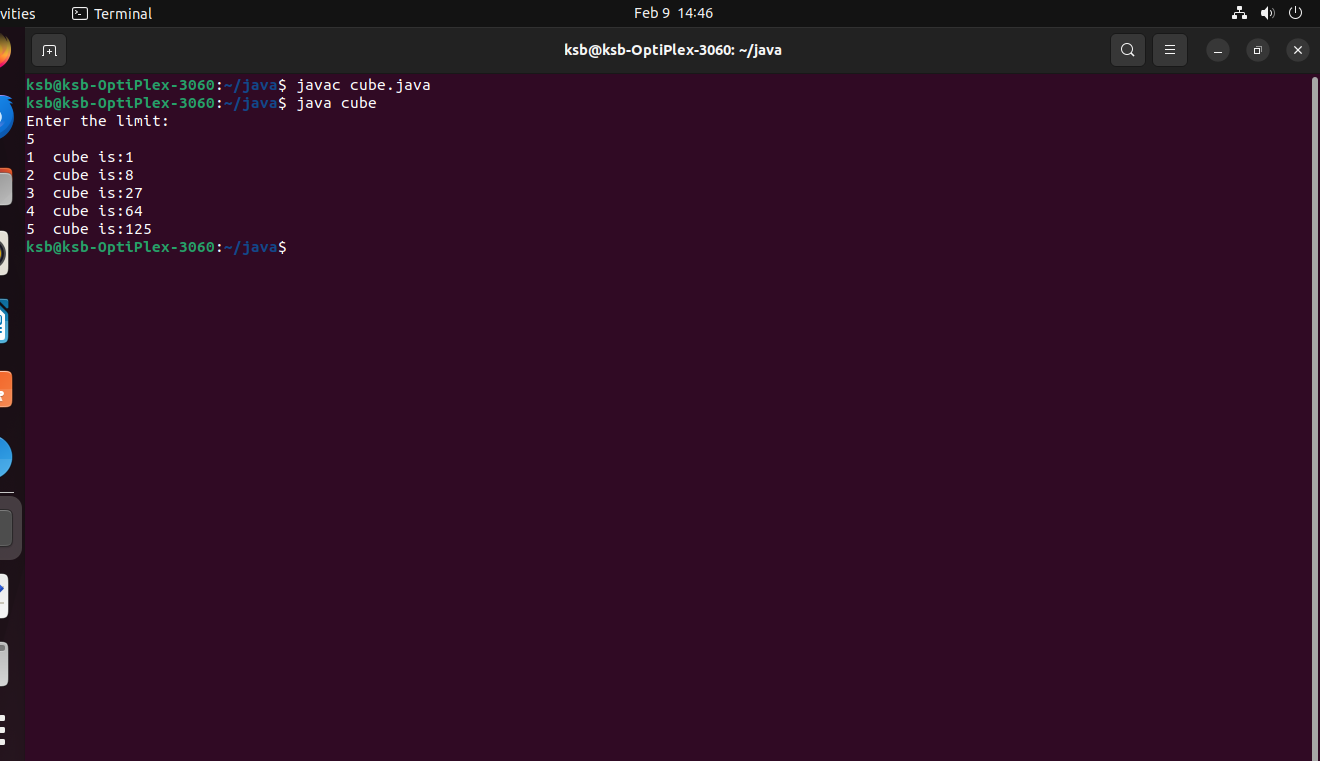 vities
Terminal
Feb 9 14:46
ksb@ksb-OptiPlex-3060: ~/java
ksb@ksb-OptiPlex-3060:~/java$ javac cube.java
ksb@ksb-OptiPlex-3060:~/java$ java cube
Enter the limit:
5
1  cube is:1
2  cube is:8
3  cube is:27
4  cube is:64
5  cube is:125
ksb@ksb-OptiPlex-3060:~/java$